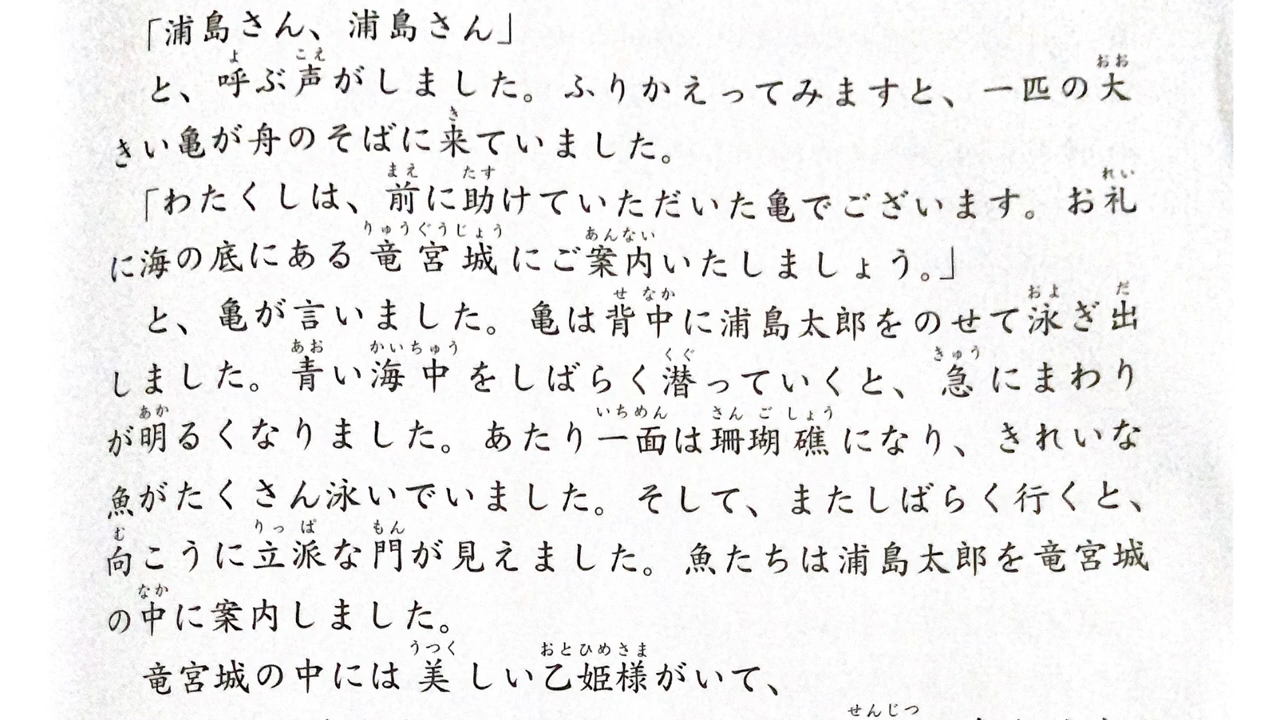 「浦島さん、浦島さん」
と、呼ぶ声がしました。ふりかえってみますと、一匹の大
きい亀が舟のそばに来ていました。
「わたくしは、前に助けていただいた亀でございます。お礼
に海の底にある竜宮城にご案内いたしましょう。」
と、亀が言いました。亀は背中に浦島太郎をのせて泳ぎ出
しました。青い海中をしばらく潜っていくと、急にまわり
が明るくなりました。あたり一面は珊瑚礁になり、きれいな
魚がたくさん泳いでいました。そして、またしばらく行くと、
向こうに立派な門が見えました。魚たちは浦島太郎を竜宮城
の中に案内しました。
竜宮城の中には美しい乙姫様がいて、
せんじつ